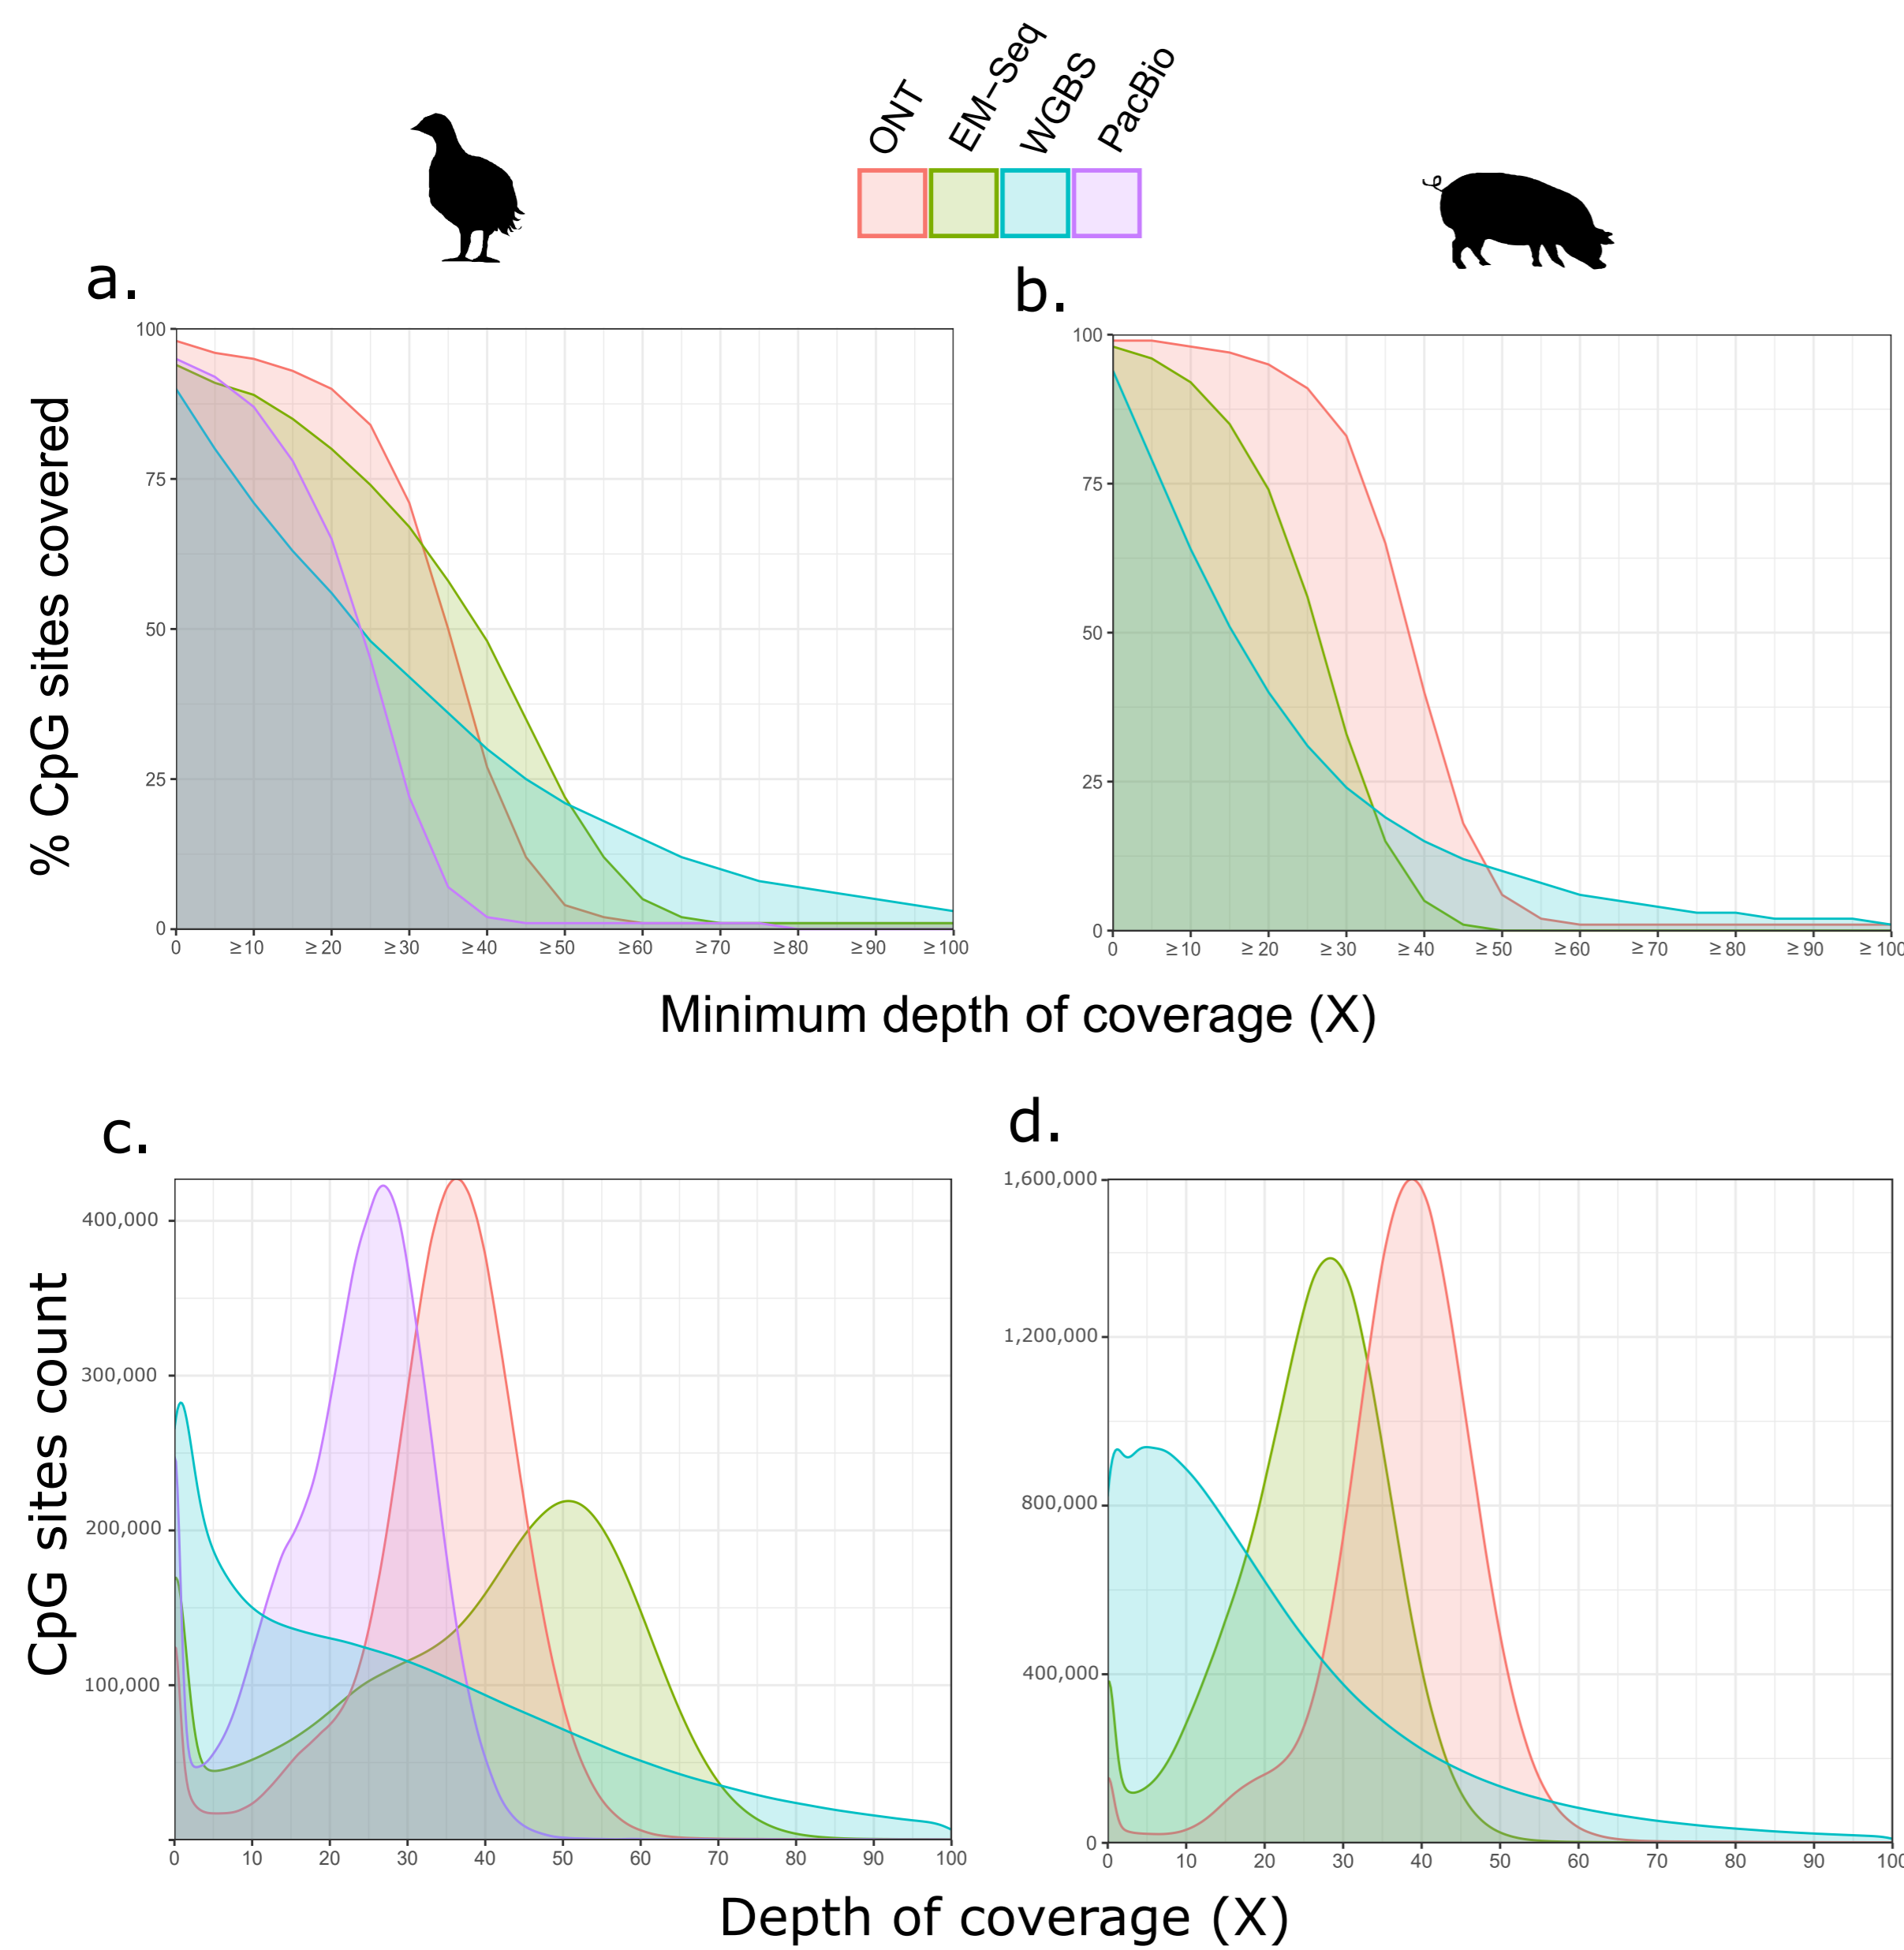 ONT EM−Seq WGBS PacBio
a.
b.
% CpG sites covered
100
75
50
25
0
0 ≥10 ≥20 ≥30 ≥40 ≥50 ≥60 ≥70 ≥80 ≥90 ≥100
100
75
50
25
0
0 ≥10 ≥20 ≥30 ≥40 ≥50 ≥60 ≥70 ≥80 ≥90 ≥100
Minimum depth of coverage (X)
c.
d.
CpG sites count
400,000
300,000
200,000
100,000
0 10 20 30 40 50 60 70 80 90 100
1,600,000
1,200,000
800,000
400,000
0
0 10 20 30 40 50 60 70 80 90 100
Depth of coverage (X)